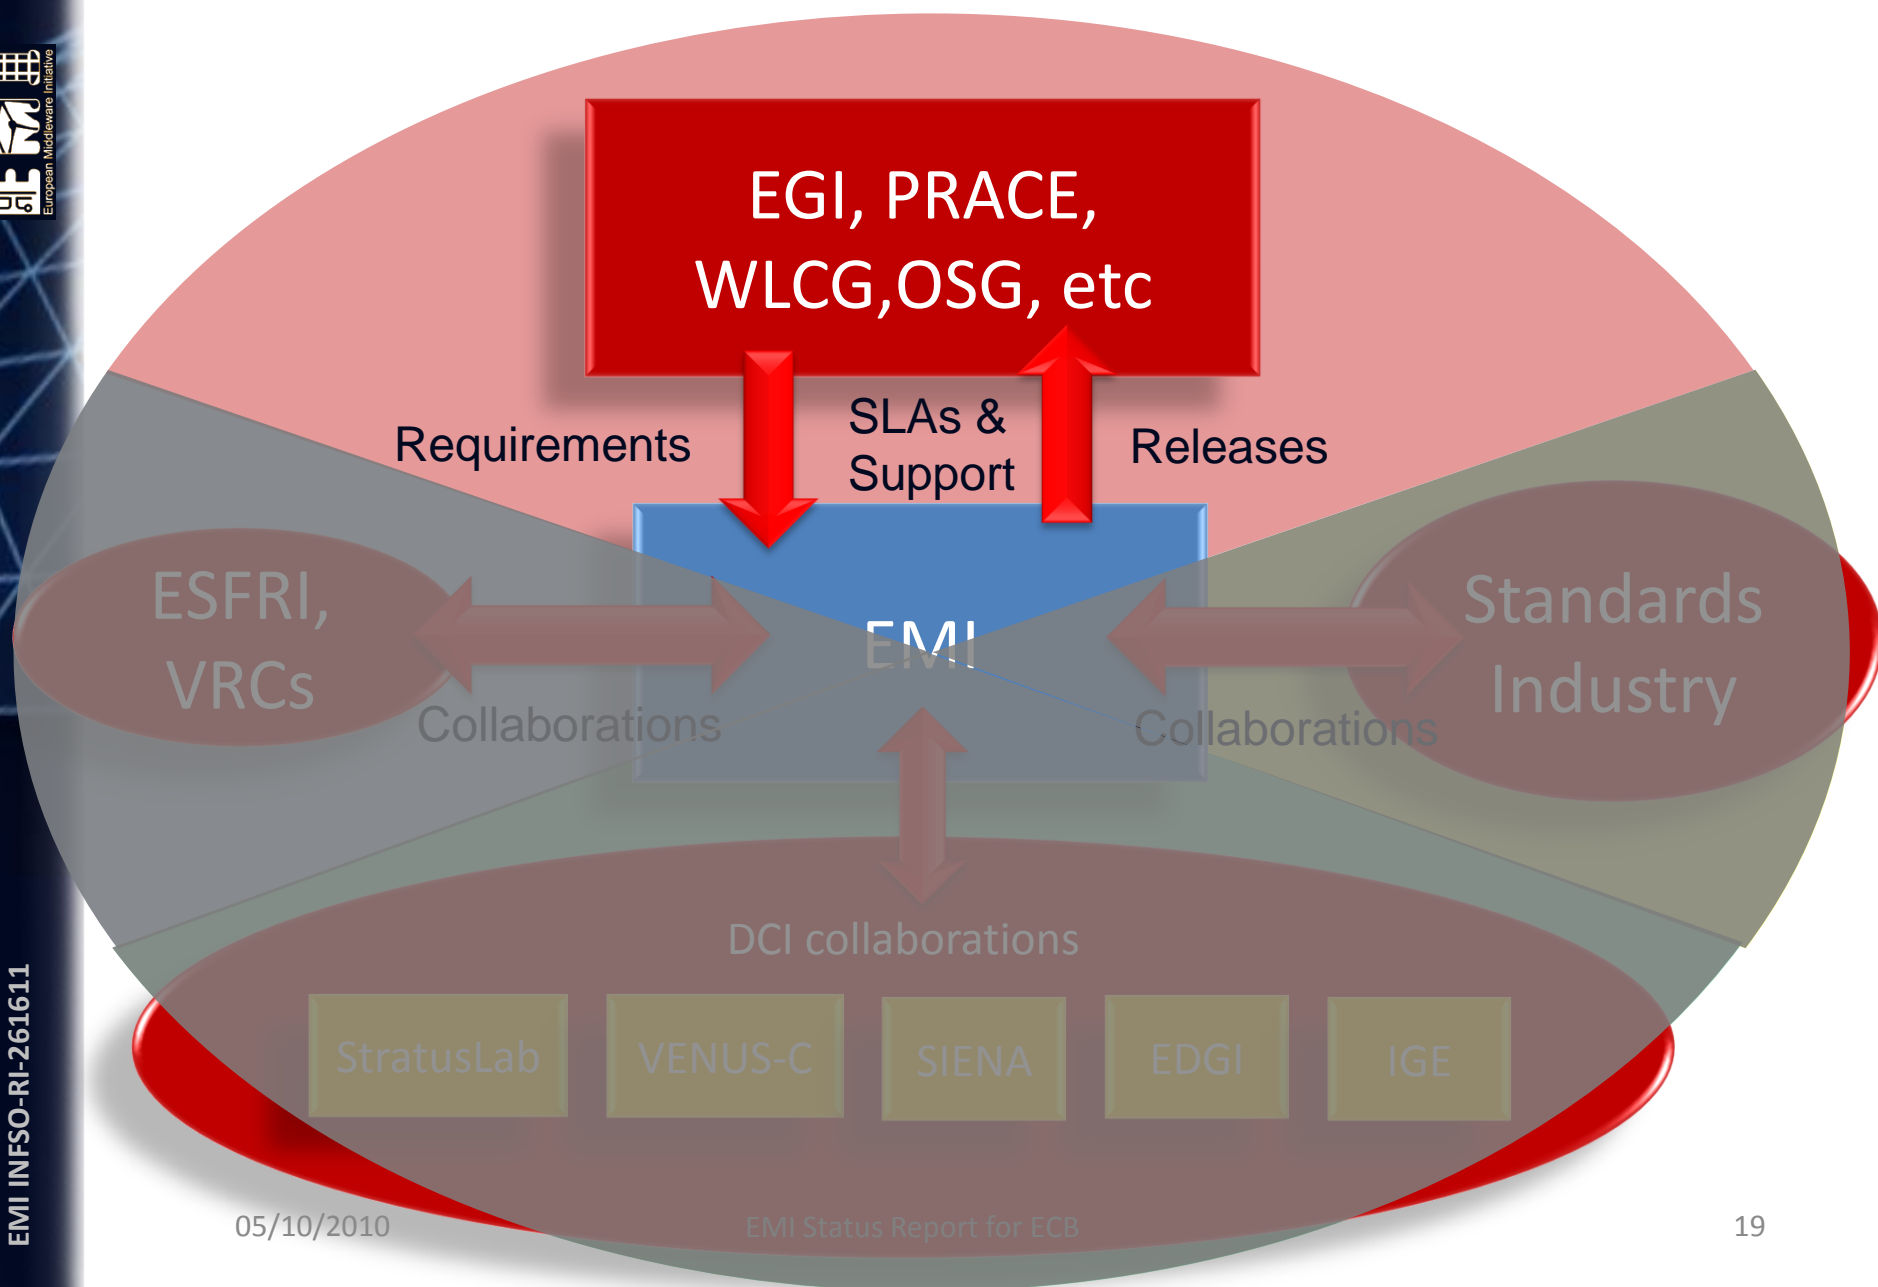 European Middleware Initiative
EGI, PRACE,
WLCG,OSG, etc
Requirements
SLAs &
Support
Releases
ESFRI,
VRCs
EMI
Standards
Industry
Collaborations
Collaborations
DCI collaborations
StratusLab
VENUS-C
SIENA
EDGI
IGE
EMI INFSO-RI-261611
05/10/2010
EMI Status Report for ECB
19